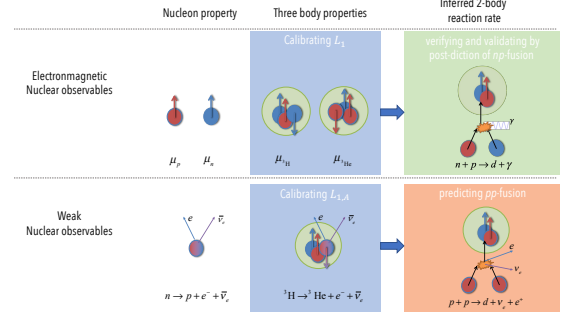 Nucleon property
Three body properties
Inferred 2-body
reaction rate
Electromagnetic
Nuclear observables
Calibrating L₁
verifying and validating by
post-diction of np-fusion
γ
μₚ
μₙ
μ³H
μ³He
n + p → d + γ
Weak
Nuclear observables
Calibrating L₁,A
predicting pp-fusion
e
ν̅ₑ
e
ν̅ₑ
e
νₑ
n → p + e⁻ + ν̅ₑ
³H → ³He + e⁻ + ν̅ₑ
p + p → d + νₑ + e⁺